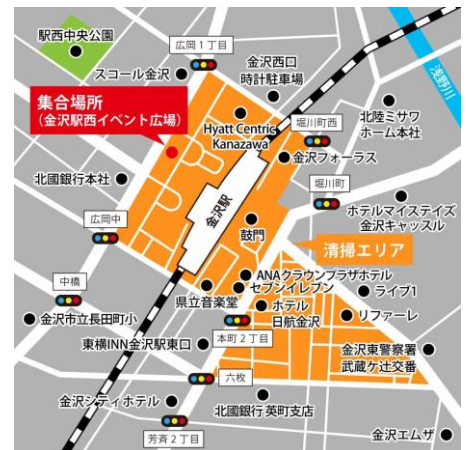 駅西中央公園
広岡1丁目
スコール金沢
金沢西口
時計駐車場
浅野川
集合場所
(金沢駅西イベント広場)
Hyatt Centric
Kanazawa
堀川町西
北陸ミサワ
ホーム本社
金沢フォーラス
北國銀行本社
金沢駅
堀川町
ホテルマイステイズ
金沢キャッスル
広岡中
鼓門
清掃エリア
中橋
ANAクラウンプラザホテル
セブンイレブン
ライブ1
県立音楽堂
ホテル
日航金沢
リファーレ
金沢市立長田町小
本町2丁目
東横INN金沢駅東口
金沢東警察署
武蔵ケ辻交番
六枚
金沢シティホテル
北國銀行 英町支店
芳斉2丁目
金沢エムザ